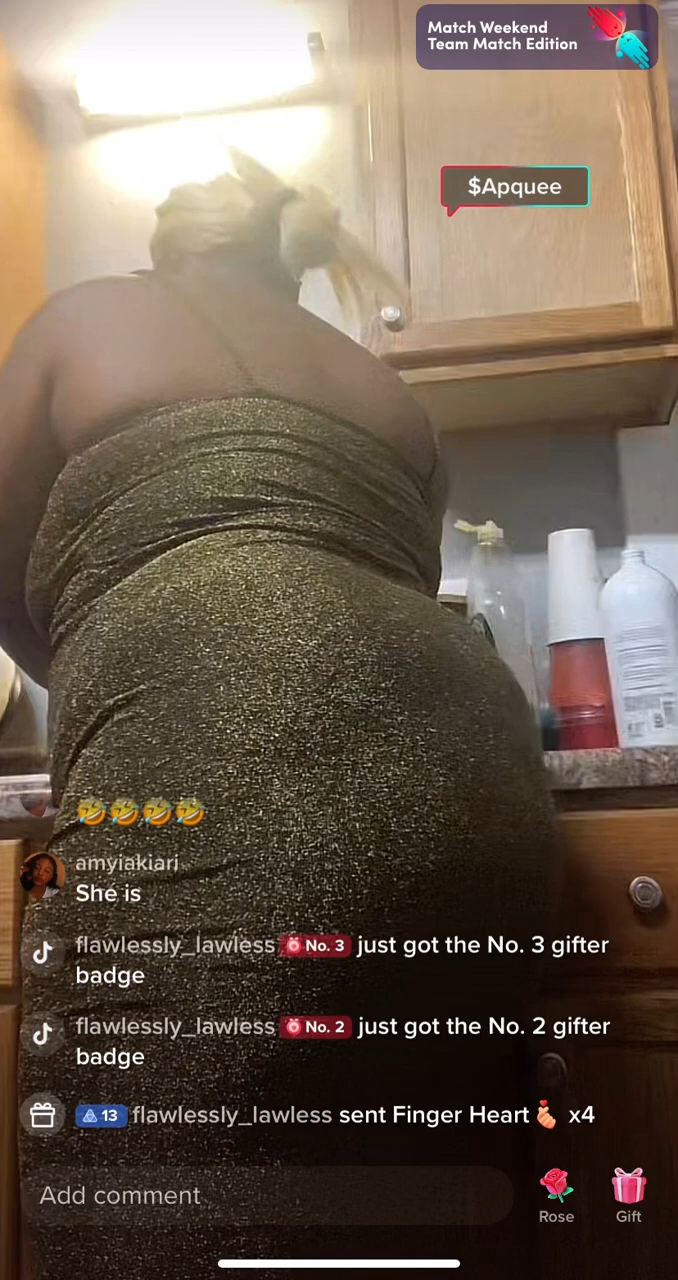 Match Weekend
Team Match Edition
$Apquee
🤣🤣🤣🤣
amyiakiari
She is
flawlessly_lawless No. 3 just got the No. 3 gifter
badge
flawlessly_lawless No. 2 just got the No. 2 gifter
badge
13 flawlessly_lawless sent Finger Heart 🫰 x4
Add comment
Rose
Gift